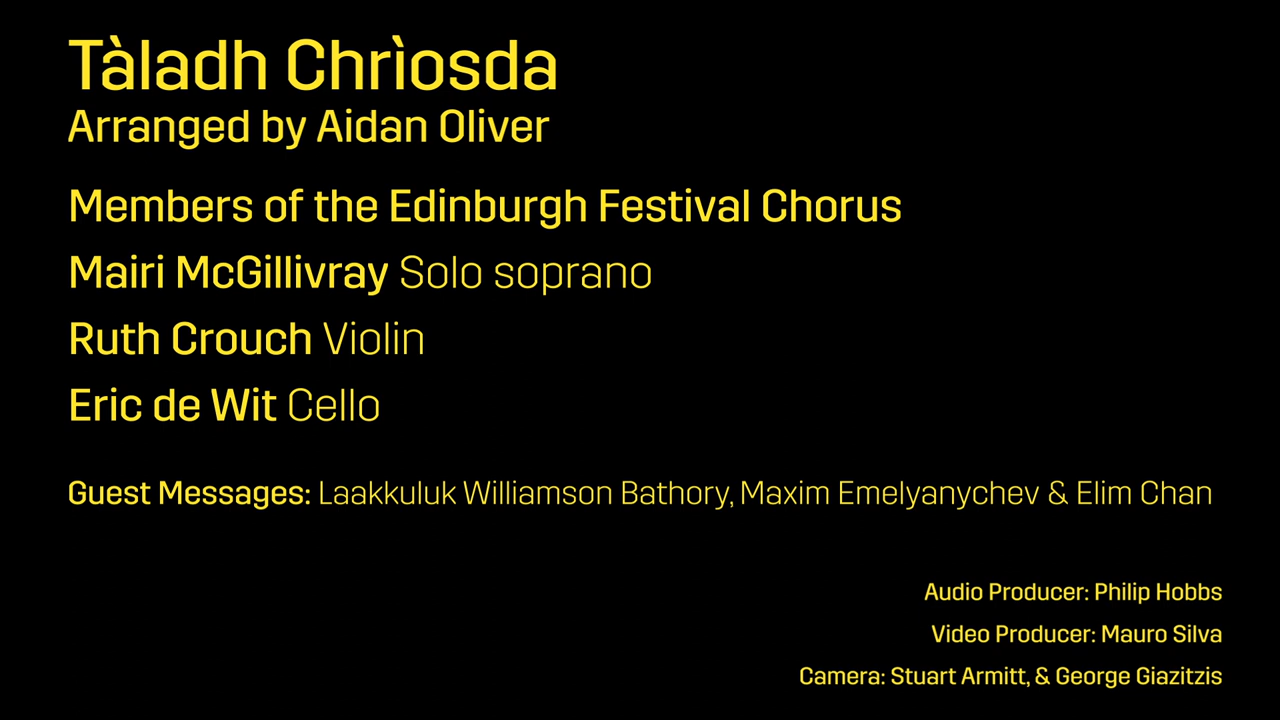 Tàladh Chrìosda
Arranged by Aidan Oliver
Members of the Edinburgh Festival Chorus
Mairi McGillivray Solo soprano
Ruth Crouch Violin
Eric de Wit Cello
Guest Messages: Laakkuluk Williamson Bathory, Maxim Emelyanychev & Elim Chan
Audio Producer: Philip Hobbs
Video Producer: Mauro Silva
Camera: Stuart Armitt, & George Giazitzis